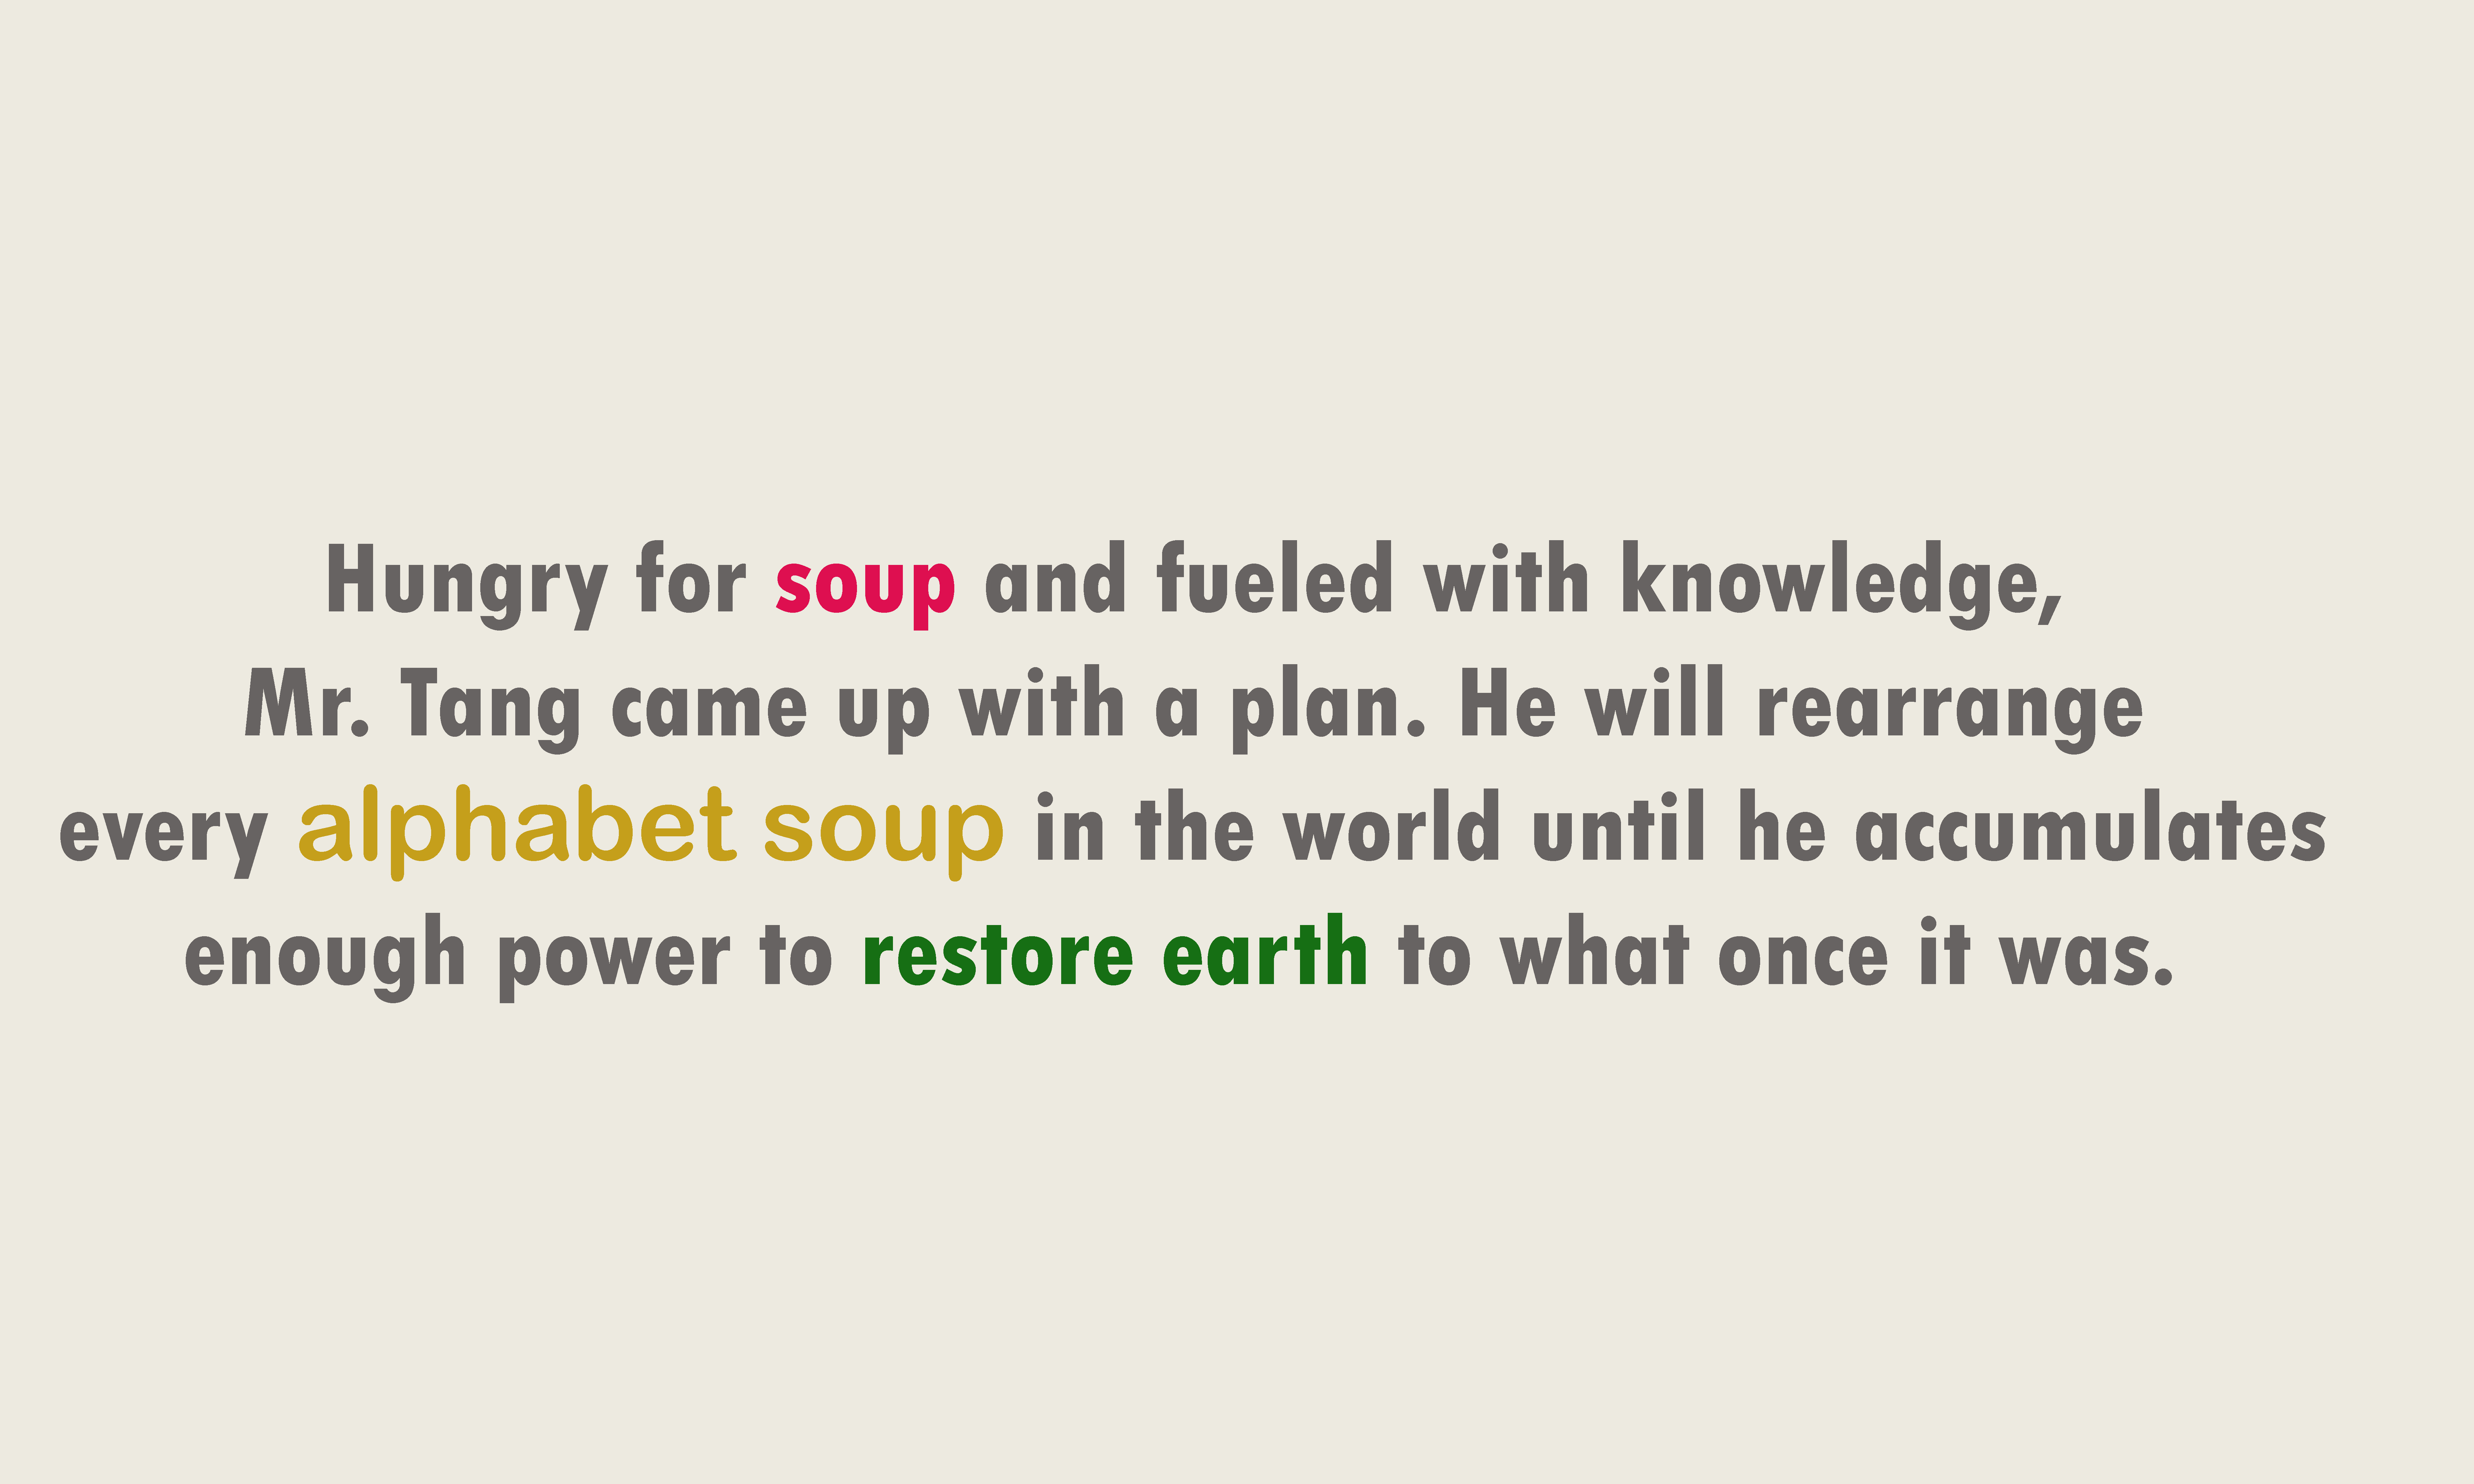 Hungry for soup and fueled with knowledge,
Mr. Tang came up with a plan. He will rearrange
every alphabet soup in the world until he accumulates
enough power to restore earth to what once it was.